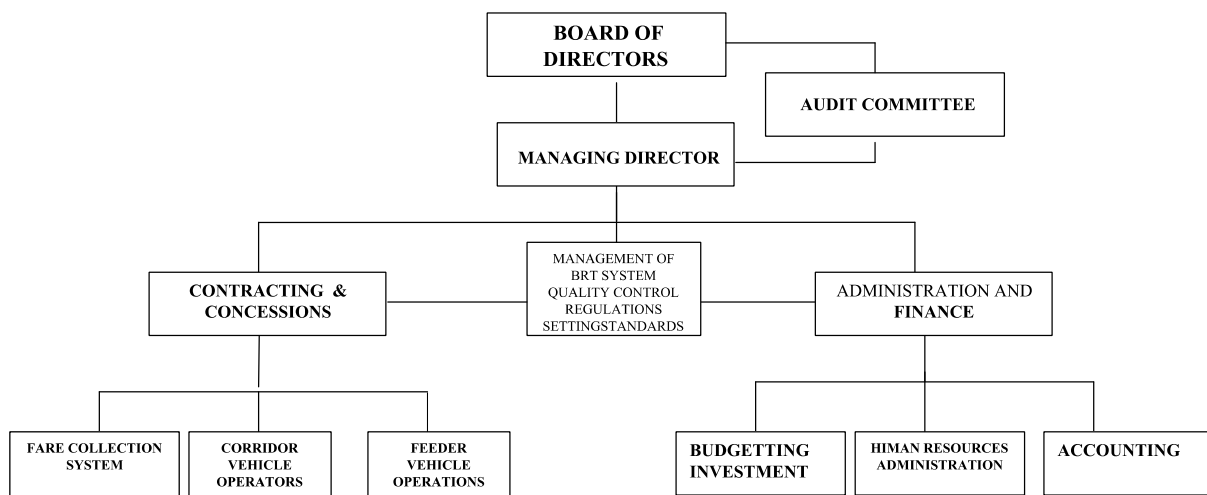 BOARD OF
DIRECTORS
AUDIT COMMITTEE
MANAGING DIRECTOR
CONTRACTING &
CONCESSIONS
MANAGEMENT OF
BRT SYSTEM
QUALITY CONTROL
REGULATIONS
SETTINGSTANDARDS
ADMINISTRATION AND
FINANCE
FARE COLLECTION
SYSTEM
CORRIDOR
VEHICLE
OPERATORS
FEEDER
VEHICLE
OPERATIONS
BUDGETTING
INVESTMENT
HIMAN RESOURCES
ADMINISTRATION
ACCOUNTING